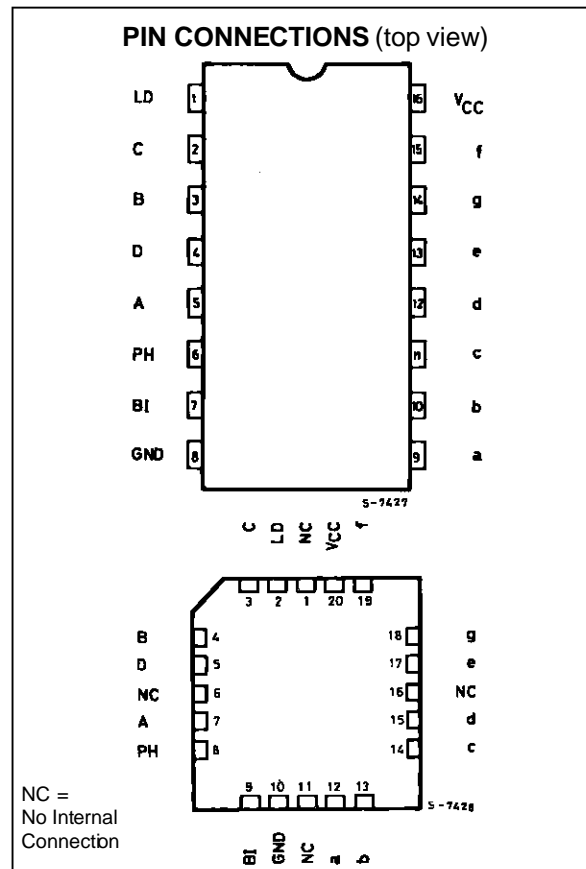 PIN CONNECTIONS (top view)
LD 1 16 VCC
C 2 15 f
B 3 14 g
D 4 13 e
A 5 12 d
PH 6 11 c
BI 7 10 b
GND 8 9 a
S-7427
C LD NC VCC f
3 2 1 20 19
B 4 18 g
D 5 17 e
NC 6 16 NC
A 7 15 d
PH 8 14 c
9 10 11 12 13
S-7428
BI GND NC a b
NC =
No Internal
Connection